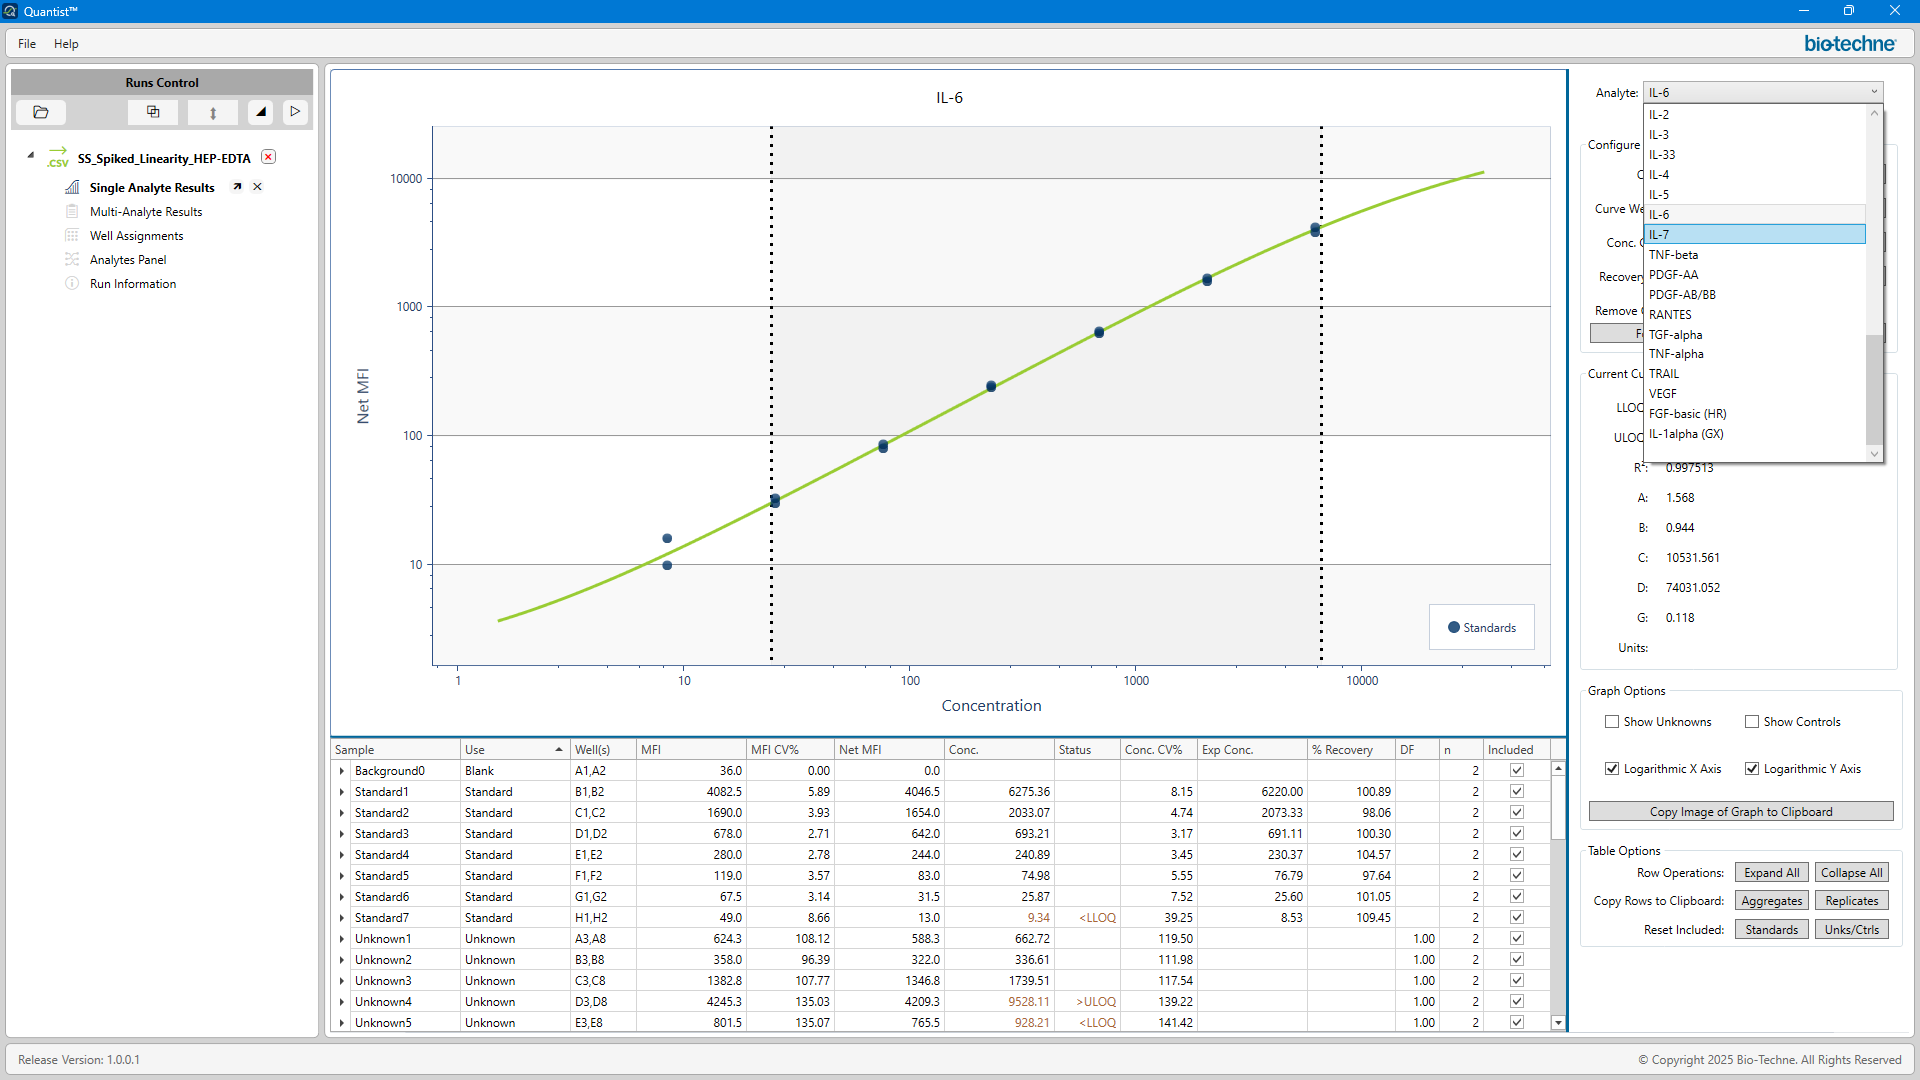 Quantist™
File Help
bio-techne
Runs Control
SS_Spiked_Linearity_HEP-EDTA
.CSV
Single Analyte Results
Multi-Analyte Results
Well Assignments
Analytes Panel
Run Information
IL-6
Net MFI
10000
1000
100
10
1 10 100 1000 10000
Concentration
Standards
Sample Use Well(s) MFI MFI CV% Net MFI Conc. Status Conc. CV% Exp Conc. % Recovery DF n Included
Background0 Blank A1,A2 36.0 0.00 0.0 2
Standard1 Standard B1,B2 4082.5 5.89 4046.5 6275.36 8.15 6220.00 100.89 2
Standard2 Standard C1,C2 1690.0 3.93 1654.0 2033.07 4.74 2073.33 98.06 2
Standard3 Standard D1,D2 678.0 2.71 642.0 693.21 3.17 691.11 100.30 2
Standard4 Standard E1,E2 280.0 2.78 244.0 240.89 3.45 230.37 104.57 2
Standard5 Standard F1,F2 119.0 3.57 83.0 74.98 5.55 76.79 97.64 2
Standard6 Standard G1,G2 67.5 3.14 31.5 25.87 7.52 25.60 101.05 2
Standard7 Standard H1,H2 49.0 8.66 13.0 9.34 <LLOQ 39.25 8.53 109.45 2
Unknown1 Unknown A3,A8 624.3 108.12 588.3 662.72 119.50 1.00 2
Unknown2 Unknown B3,B8 358.0 96.39 322.0 336.61 111.98 1.00 2
Unknown3 Unknown C3,C8 1382.8 107.77 1346.8 1739.51 117.54 1.00 2
Unknown4 Unknown D3,D8 4245.3 135.03 4209.3 9528.11 >ULOQ 139.22 1.00 2
Unknown5 Unknown E3,E8 801.5 135.07 765.5 928.21 <LLOQ 141.42 1.00 2
Analyte: IL-6
IL-2
IL-3
IL-33
IL-4
IL-5
IL-6
IL-7
TNF-beta
PDGF-AA
PDGF-AB/BB
RANTES
TGF-alpha
TNF-alpha
TRAIL
VEGF
FGF-basic (HR)
IL-1alpha (GX)
Configure
Curve We
Conc. 
Recovery
Remove
Current Cu
LLOQ
ULOQ
R²: 0.997513
A: 1.568
B: 0.944
C: 10531.561
D: 74031.052
G: 0.118
Units:
Graph Options
Show Unknowns Show Controls
Logarithmic X Axis Logarithmic Y Axis
Copy Image of Graph to Clipboard
Table Options
Row Operations: Expand All Collapse All
Copy Rows to Clipboard: Aggregates Replicates
Reset Included: Standards Unks/Ctrls
Release Version: 1.0.0.1
© Copyright 2025 Bio-Techne. All Rights Reserved